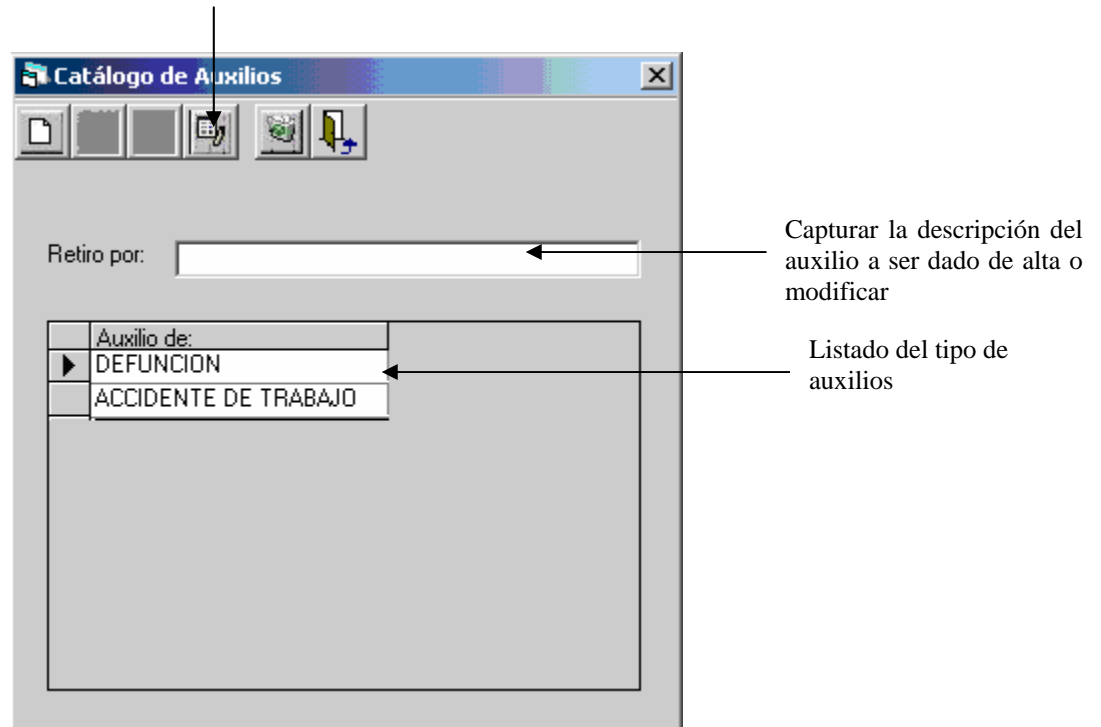 Catálogo de Auxilios
Retiro por:
Capturar la descripción del
auxilio a ser dado de alta o
modificar
Auxilio de:
DEFUNCION
ACCIDENTE DE TRABAJO
Listado del tipo de
auxilios